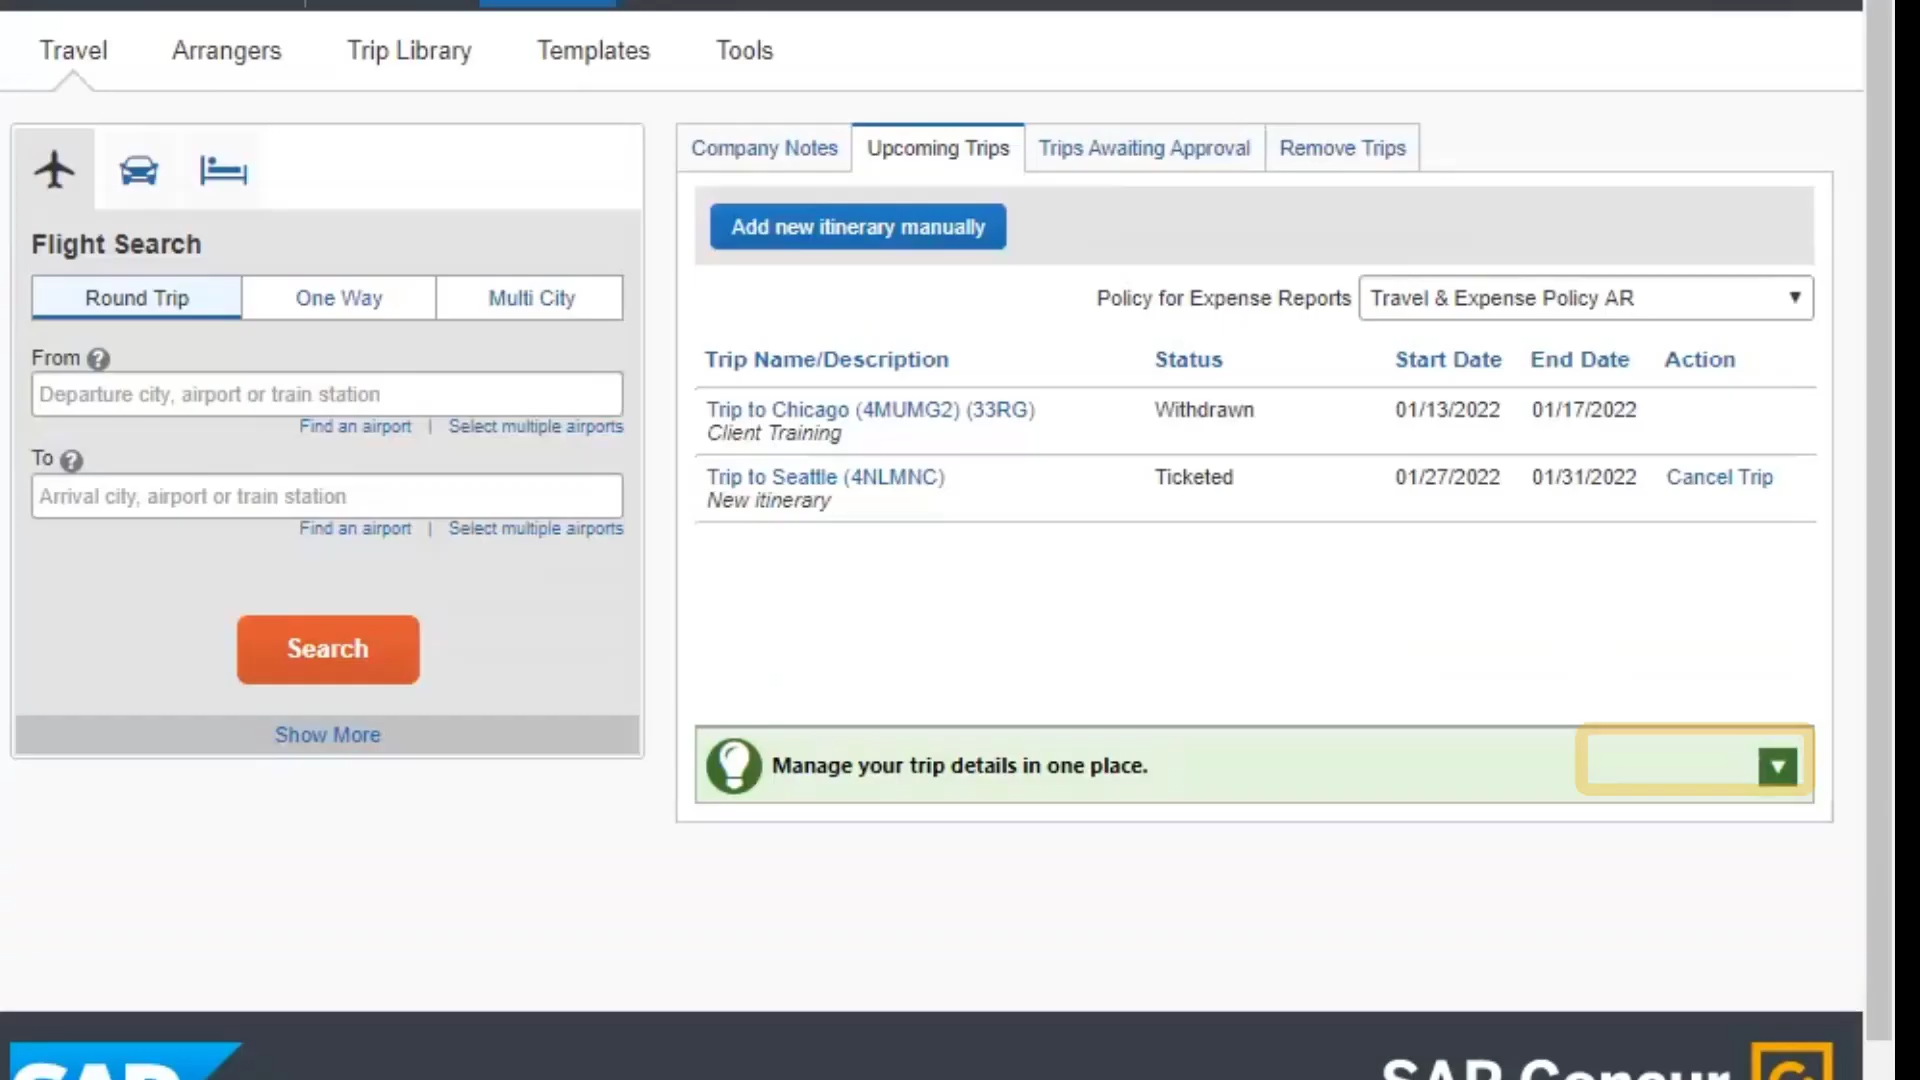 Travel Arrangers Trip Library Templates Tools
Flight Search
Round Trip One Way Multi City
From ?
Departure city, airport or train station
Find an airport | Select multiple airports
To ?
Arrival city, airport or train station
Find an airport | Select multiple airports
Search
Show More
Company Notes Upcoming Trips Trips Awaiting Approval Remove Trips
Add new itinerary manually
Policy for Expense Reports Travel & Expense Policy AR
Trip Name/Description Status Start Date End Date Action
Trip to Chicago (4MUMG2) (33RG) Withdrawn 01/13/2022 01/17/2022
Client Training
Trip to Seattle (4NLMNC) Ticketed 01/27/2022 01/31/2022 Cancel Trip
New itinerary
Manage your trip details in one place.
SAP SAP Concur C.